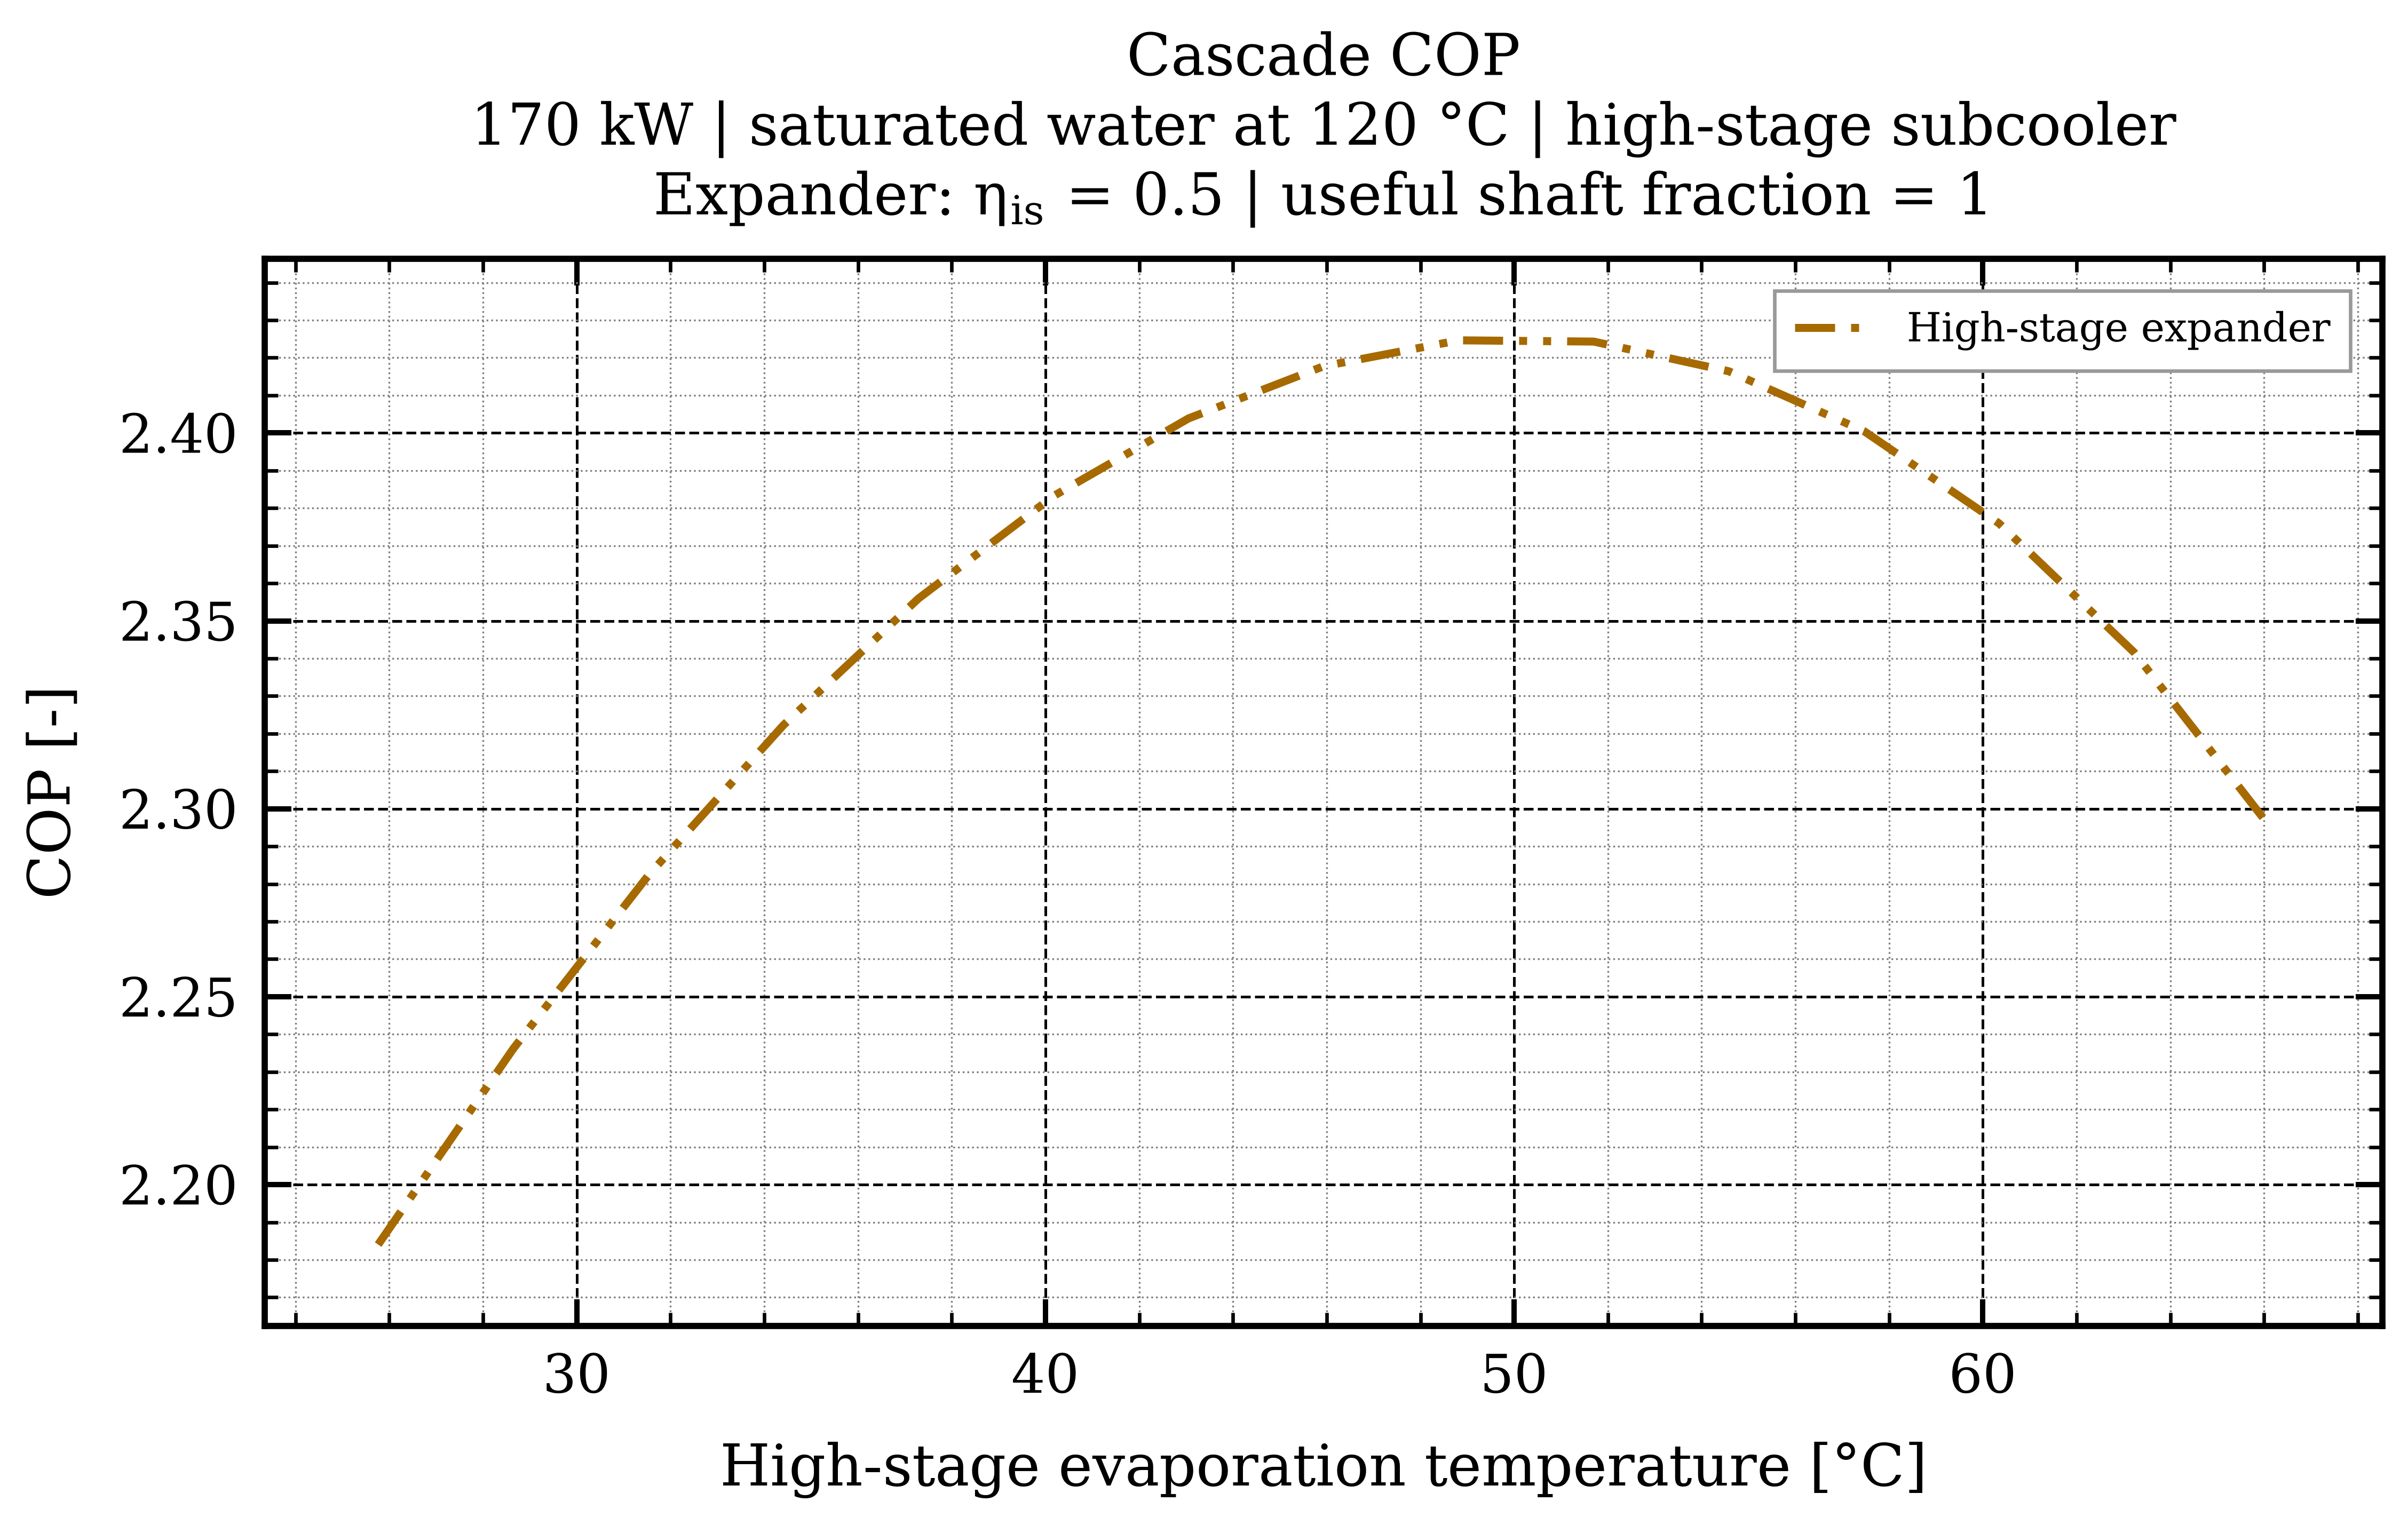 Cascade COP
170 kW | saturated water at 120 °C | high-stage subcooler
Expander: ηis = 0.5 | useful shaft fraction = 1
High-stage expander
2.40
2.35
2.30
2.25
2.20
COP [-]
30 40 50 60
High-stage evaporation temperature [°C]